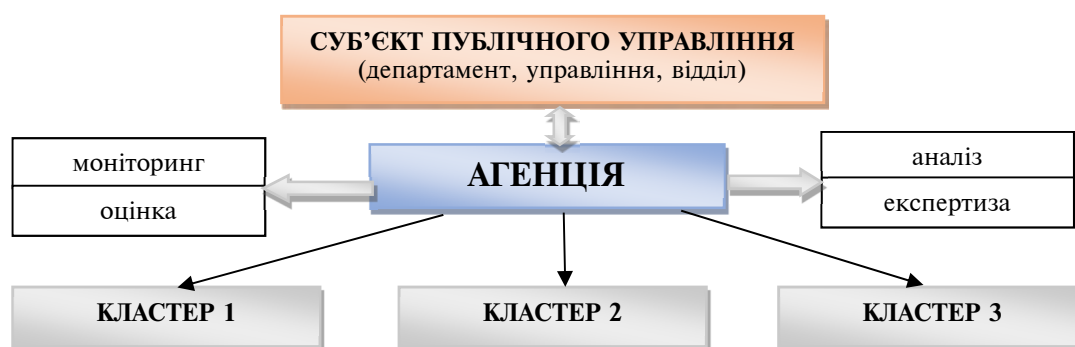 СУБ’ЄКТ ПУБЛІЧНОГО УПРАВЛІННЯ
(департамент, управління, відділ)
моніторинг
оцінка
АГЕНЦІЯ
аналіз
експертиза
КЛАСТЕР 1
КЛАСТЕР 2
КЛАСТЕР 3